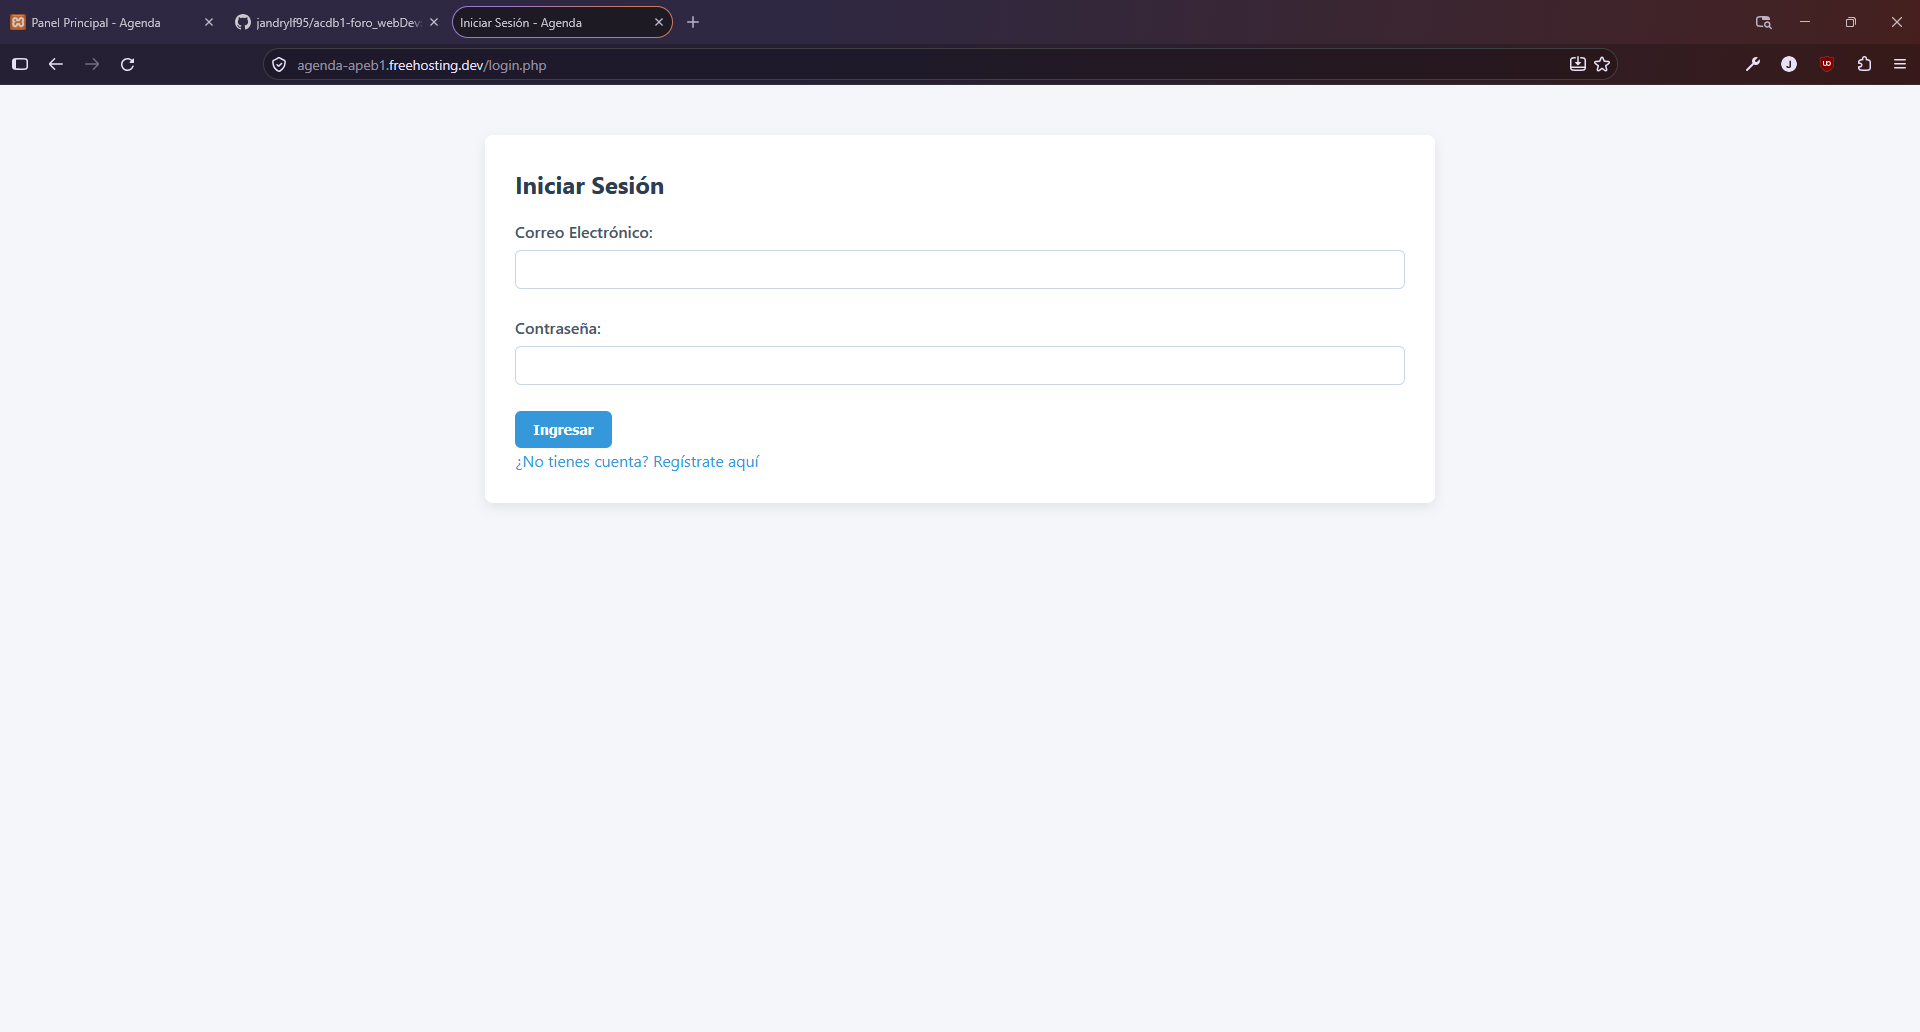 Panel Principal - Agenda
jandrylf95/acdb1-foro_webDev
Iniciar Sesión - Agenda
agenda-apeb1.freehosting.dev/login.php
J
Iniciar Sesión
Correo Electrónico:
Contraseña:
Ingresar
¿No tienes cuenta? Regístrate aquí